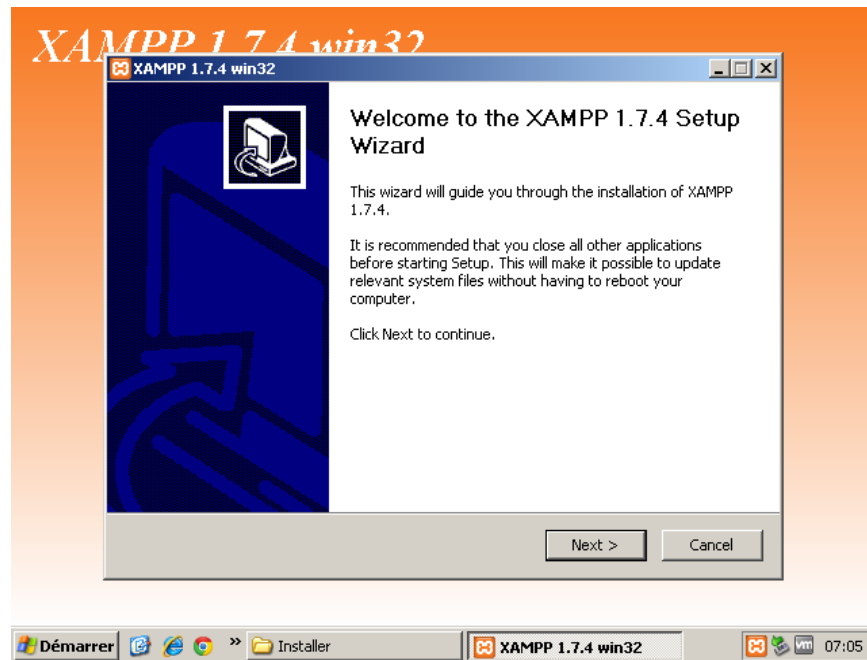 XAMPP 1.7.4 win32
XAMPP 1.7.4 win32
Welcome to the XAMPP 1.7.4 Setup
Wizard
This wizard will guide you through the installation of XAMPP
1.7.4.
It is recommended that you close all other applications
before starting Setup. This will make it possible to update
relevant system files without having to reboot your
computer.
Click Next to continue.
Next >
Cancel
Démarrer
»
Installer
XAMPP 1.7.4 win32
vm
07:05